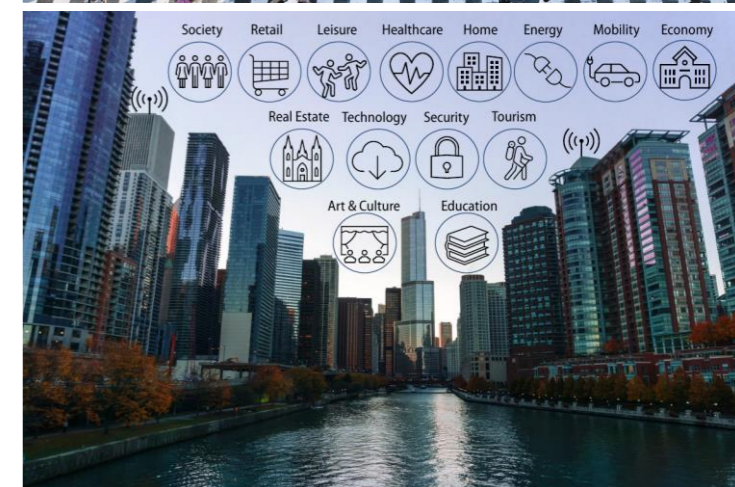 Society Retail Leisure Healthcare Home Energy Mobility Economy
Real Estate Technology Security Tourism
Art & Culture Education